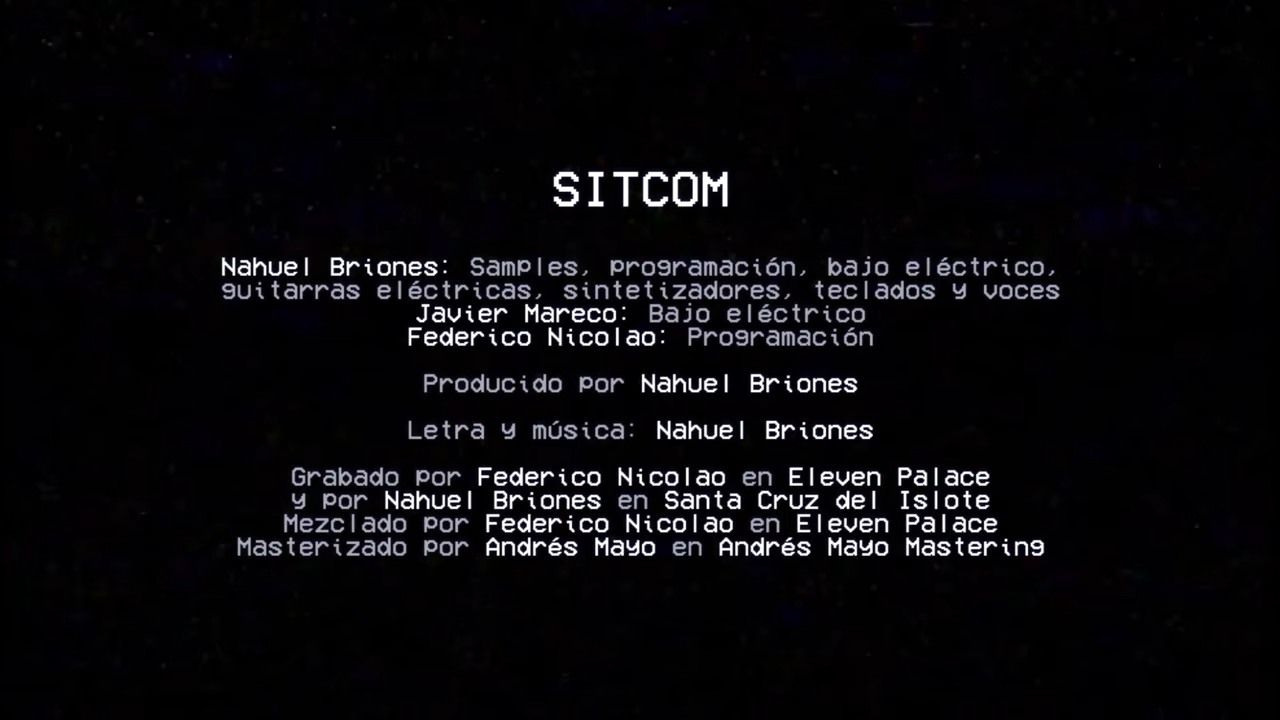 SITCOM
Nahuel Briones: Samples, programación, bajo eléctrico,
guitarras eléctricas, sintetizadores, teclados y voces
Javier Mareco: Bajo eléctrico
Federico Nicolao: Programación
Producido por Nahuel Briones
Letra y música: Nahuel Briones
Grabado por Federico Nicolao en Eleven Palace
y por Nahuel Briones en Santa Cruz del Islote
Mezclado por Federico Nicolao en Eleven Palace
Masterizado por Andrés Mayo en Andrés Mayo Mastering